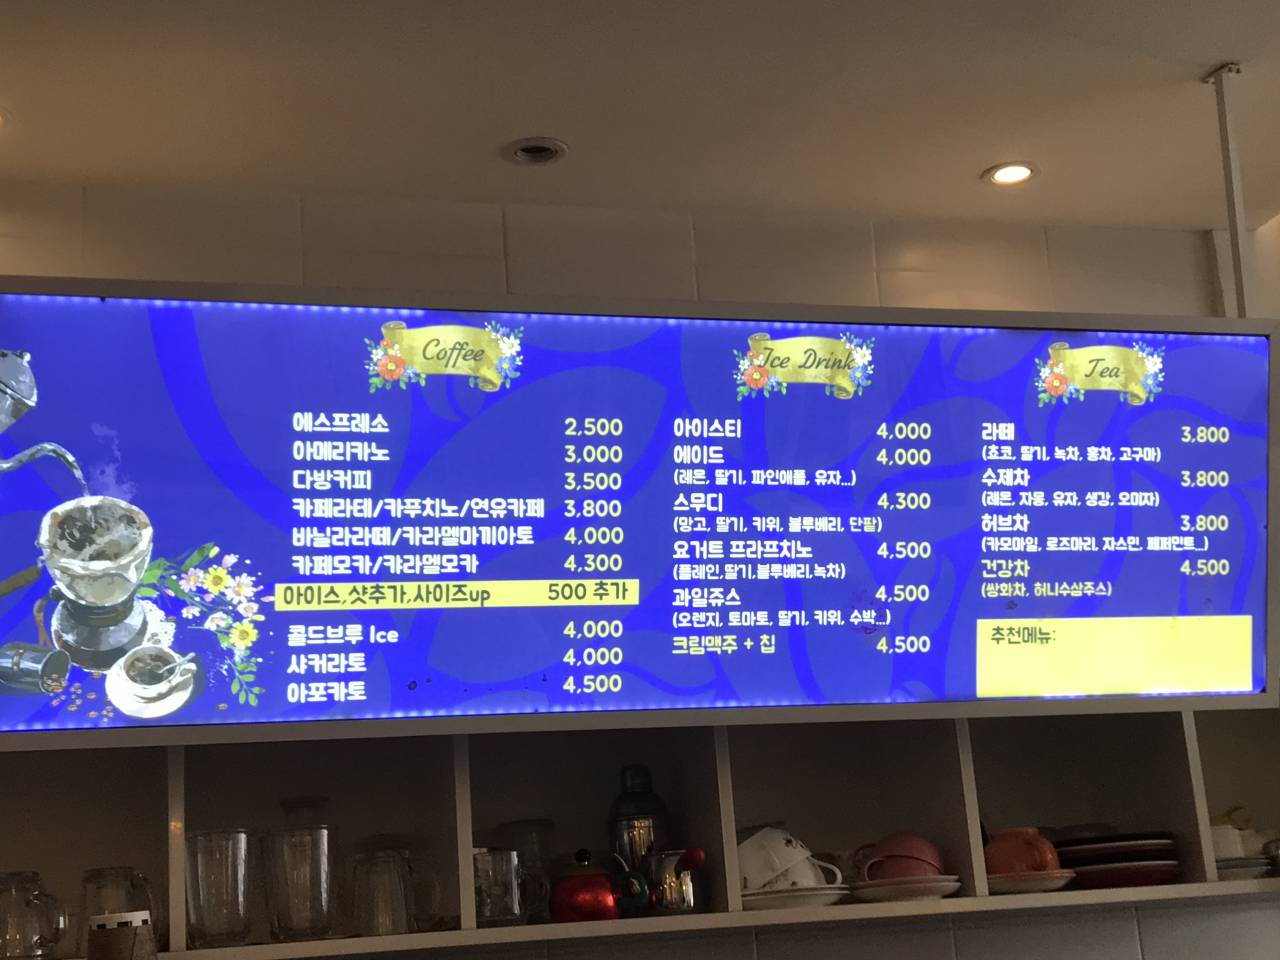 Coffee
에스프레소 2,500
아메리카노 3,000
다방커피 3,500
카페라테/카푸치노/연유카페 3,800
바닐라라떼/카라멜마끼아토 4,000
카페모카/캬라멜모카 4,300
아이스,샷추가,사이즈up 500 추가
콜드브루 Ice 4,000
샤커라토 4,000
아포카토 4,500
Ice Drink
아이스티 4,000
에이드 4,000
(레몬, 딸기, 파인애플, 유자...)
스무디 4,300
(망고, 딸기, 키위, 블루베리, 단팥)
요거트 프라프치노 4,500
(플레인,딸기,블루베리,녹차)
과일쥬스 4,500
(오렌지, 토마토, 딸기, 키위, 수박...)
크림맥주 + 칩 4,500
Tea
라떼 3,800
(쵸코, 딸기, 녹차, 홍차, 고구마)
수제차 3,800
(레몬, 자몽, 유자, 생강, 오미자)
허브차 3,800
(카모마일, 로즈마리, 자스민, 페퍼민트...)
건강차 4,500
(쌍화차, 허니수삼주스)
추천메뉴: